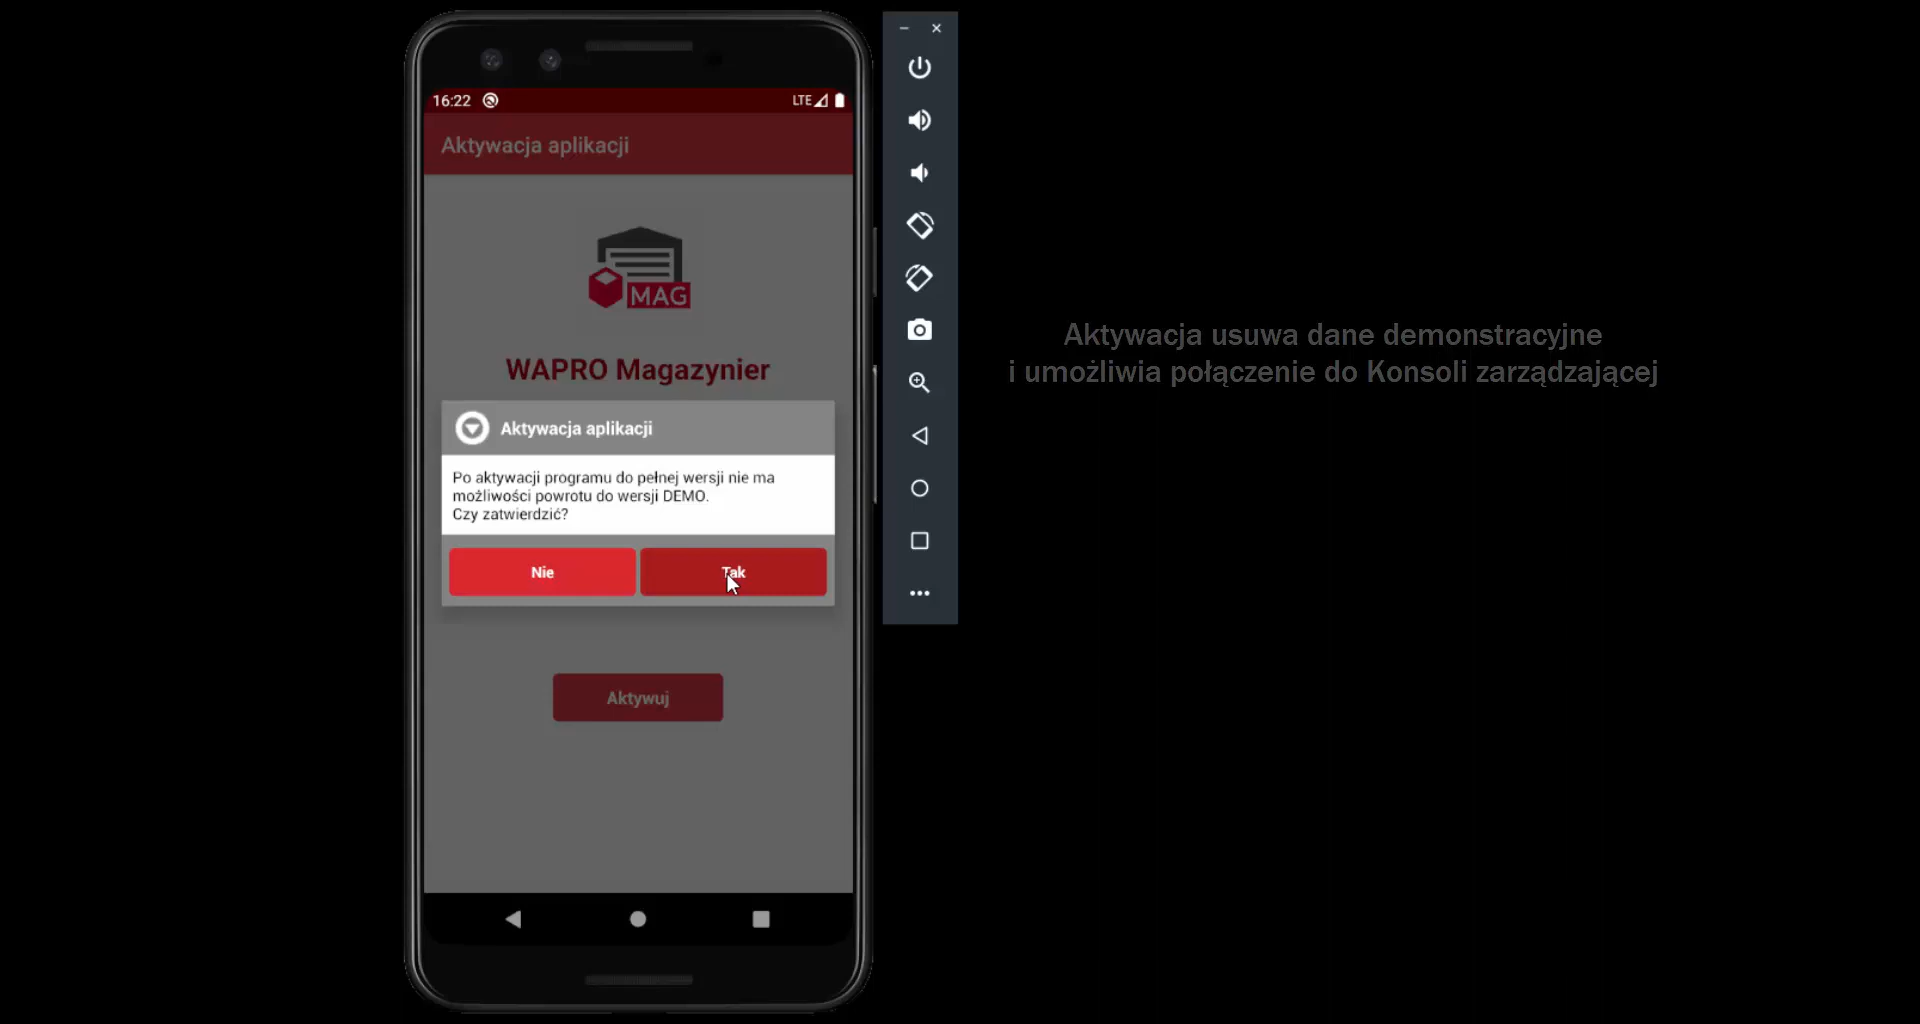 16:22
LTE
Aktywacja aplikacji
MAG
WAPRO Magazynier
Aktywacja aplikacji
Po aktywacji programu do pełnej wersji nie ma
możliwości powrotu do wersji DEMO.
Czy zatwierdzić?
Nie
Tak
Aktywuj
Aktywacja usuwa dane demonstracyjne
i umożliwia połączenie do Konsoli zarządzającej